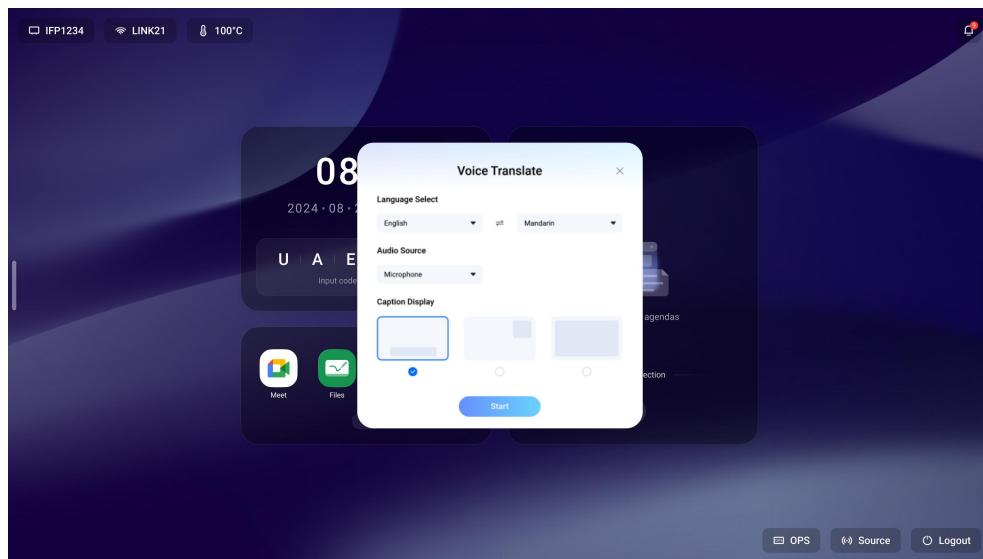 IFP1234
LINK21
100°C
9
08
2024·08·2
U A E
Input code
agendas
ection
Meet
Files
Voice Translate
Language Select
English
Mandarin
Audio Source
Microphone
Caption Display
Start
OPS
Source
Logout